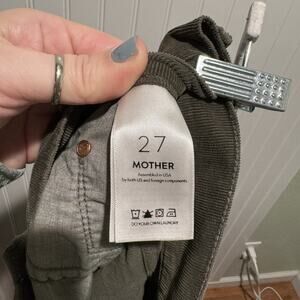 27
MOTHER
Assembled in USA
by both US and foreign components
DO YOUR OWN LAUNDRY